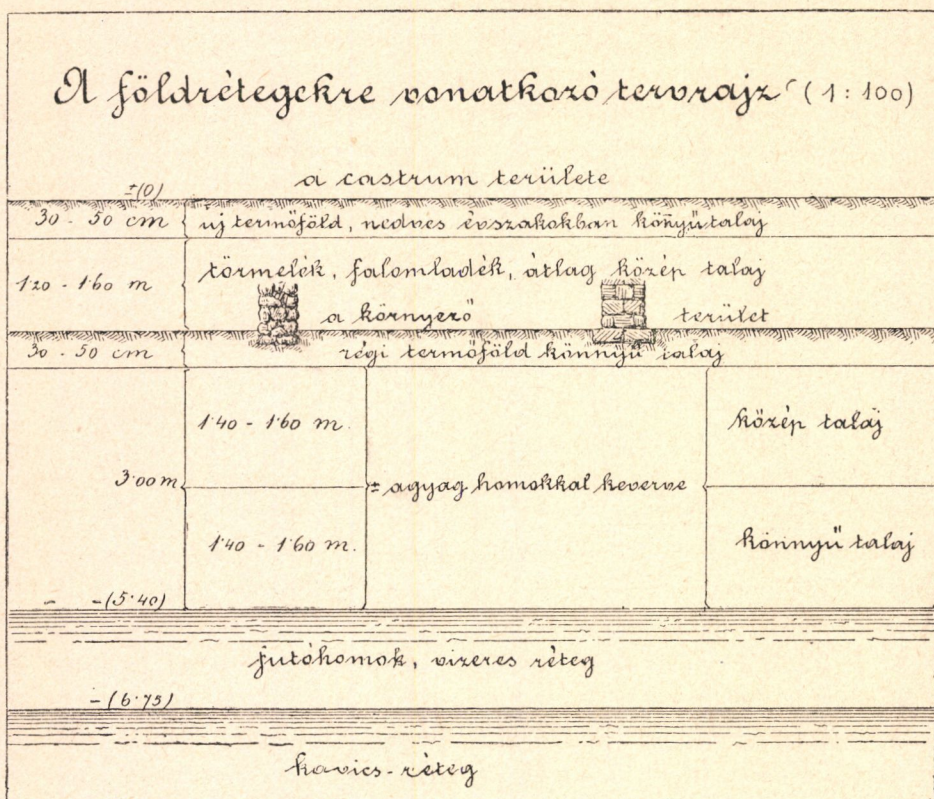 A földrétegekre vonatkozó tervrajz (1:100)
a castrum területe
±(0)
30 - 50 cm új termőföld, nedves évszakokban könyűtalaj
1·20 - 1·60 m törmelék, falomladék, átlag közép talaj
a környező terület
30 - 50 cm régi termőföld könnyű talaj
1·40 - 1·60 m. közép talaj
3·00 m ± agyag homokkal keverve
1·40 - 1·60 m. könnyű talaj
- -(5·40)
futóhomok, vizeres réteg
-(6·75)
kavics-réteg